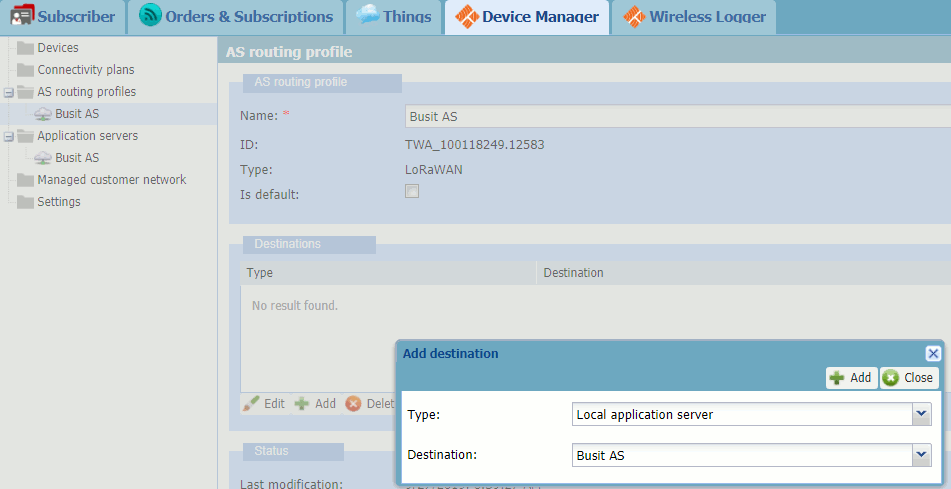 Subscriber Orders & Subscriptions Things Device Manager Wireless Logger
Devices
Connectivity plans
AS routing profiles
Busit AS
Application servers
Busit AS
Managed customer network
Settings
AS routing profile
AS routing profile
Name: * Busit AS
ID: TWA_100118249.12583
Type: LoRaWAN
Is default:
Destinations
Type Destination
No result found.
Edit Add Delet
Add destination
Add Close
Type: Local application server
Destination: Busit AS
Status
Last modification: